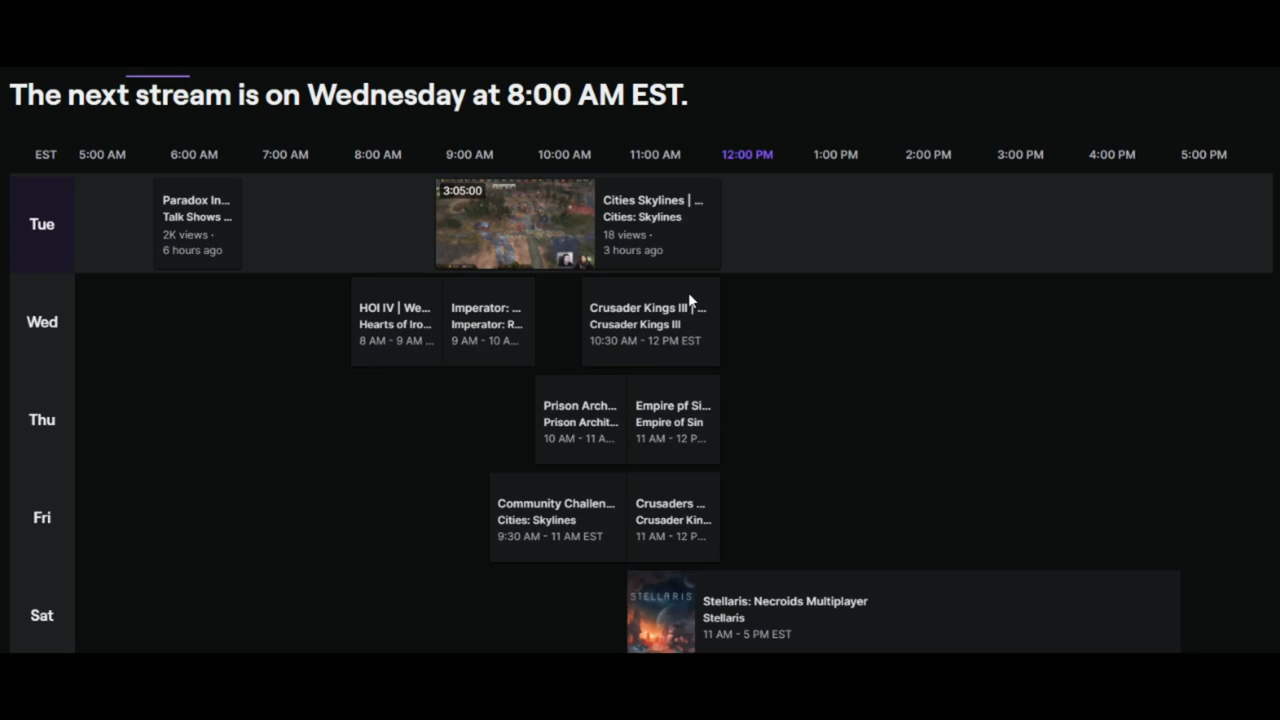 The next stream is on Wednesday at 8:00 AM EST.
EST 5:00 AM 6:00 AM 7:00 AM 8:00 AM 9:00 AM 10:00 AM 11:00 AM 12:00 PM 1:00 PM 2:00 PM 3:00 PM 4:00 PM 5:00 PM
Tue
Paradox In...
Talk Shows ...
2K views ·
6 hours ago
3:05:00
Cities Skylines | ...
Cities: Skylines
18 views ·
3 hours ago
Wed
HOI IV | We...
Hearts of Iro...
8 AM - 9 AM ...
Imperator: ...
Imperator: R...
9 AM - 10 A...
Crusader Kings III | ...
Crusader Kings III
10:30 AM - 12 PM EST
Thu
Prison Arch...
Prison Archit...
10 AM - 11 A...
Empire pf Si...
Empire of Sin
11 AM - 12 P...
Fri
Community Challen...
Cities: Skylines
9:30 AM - 11 AM EST
Crusaders ...
Crusader Kin...
11 AM - 12 P...
Sat
STELLARIS
Stellaris: Necroids Multiplayer
Stellaris
11 AM - 5 PM EST